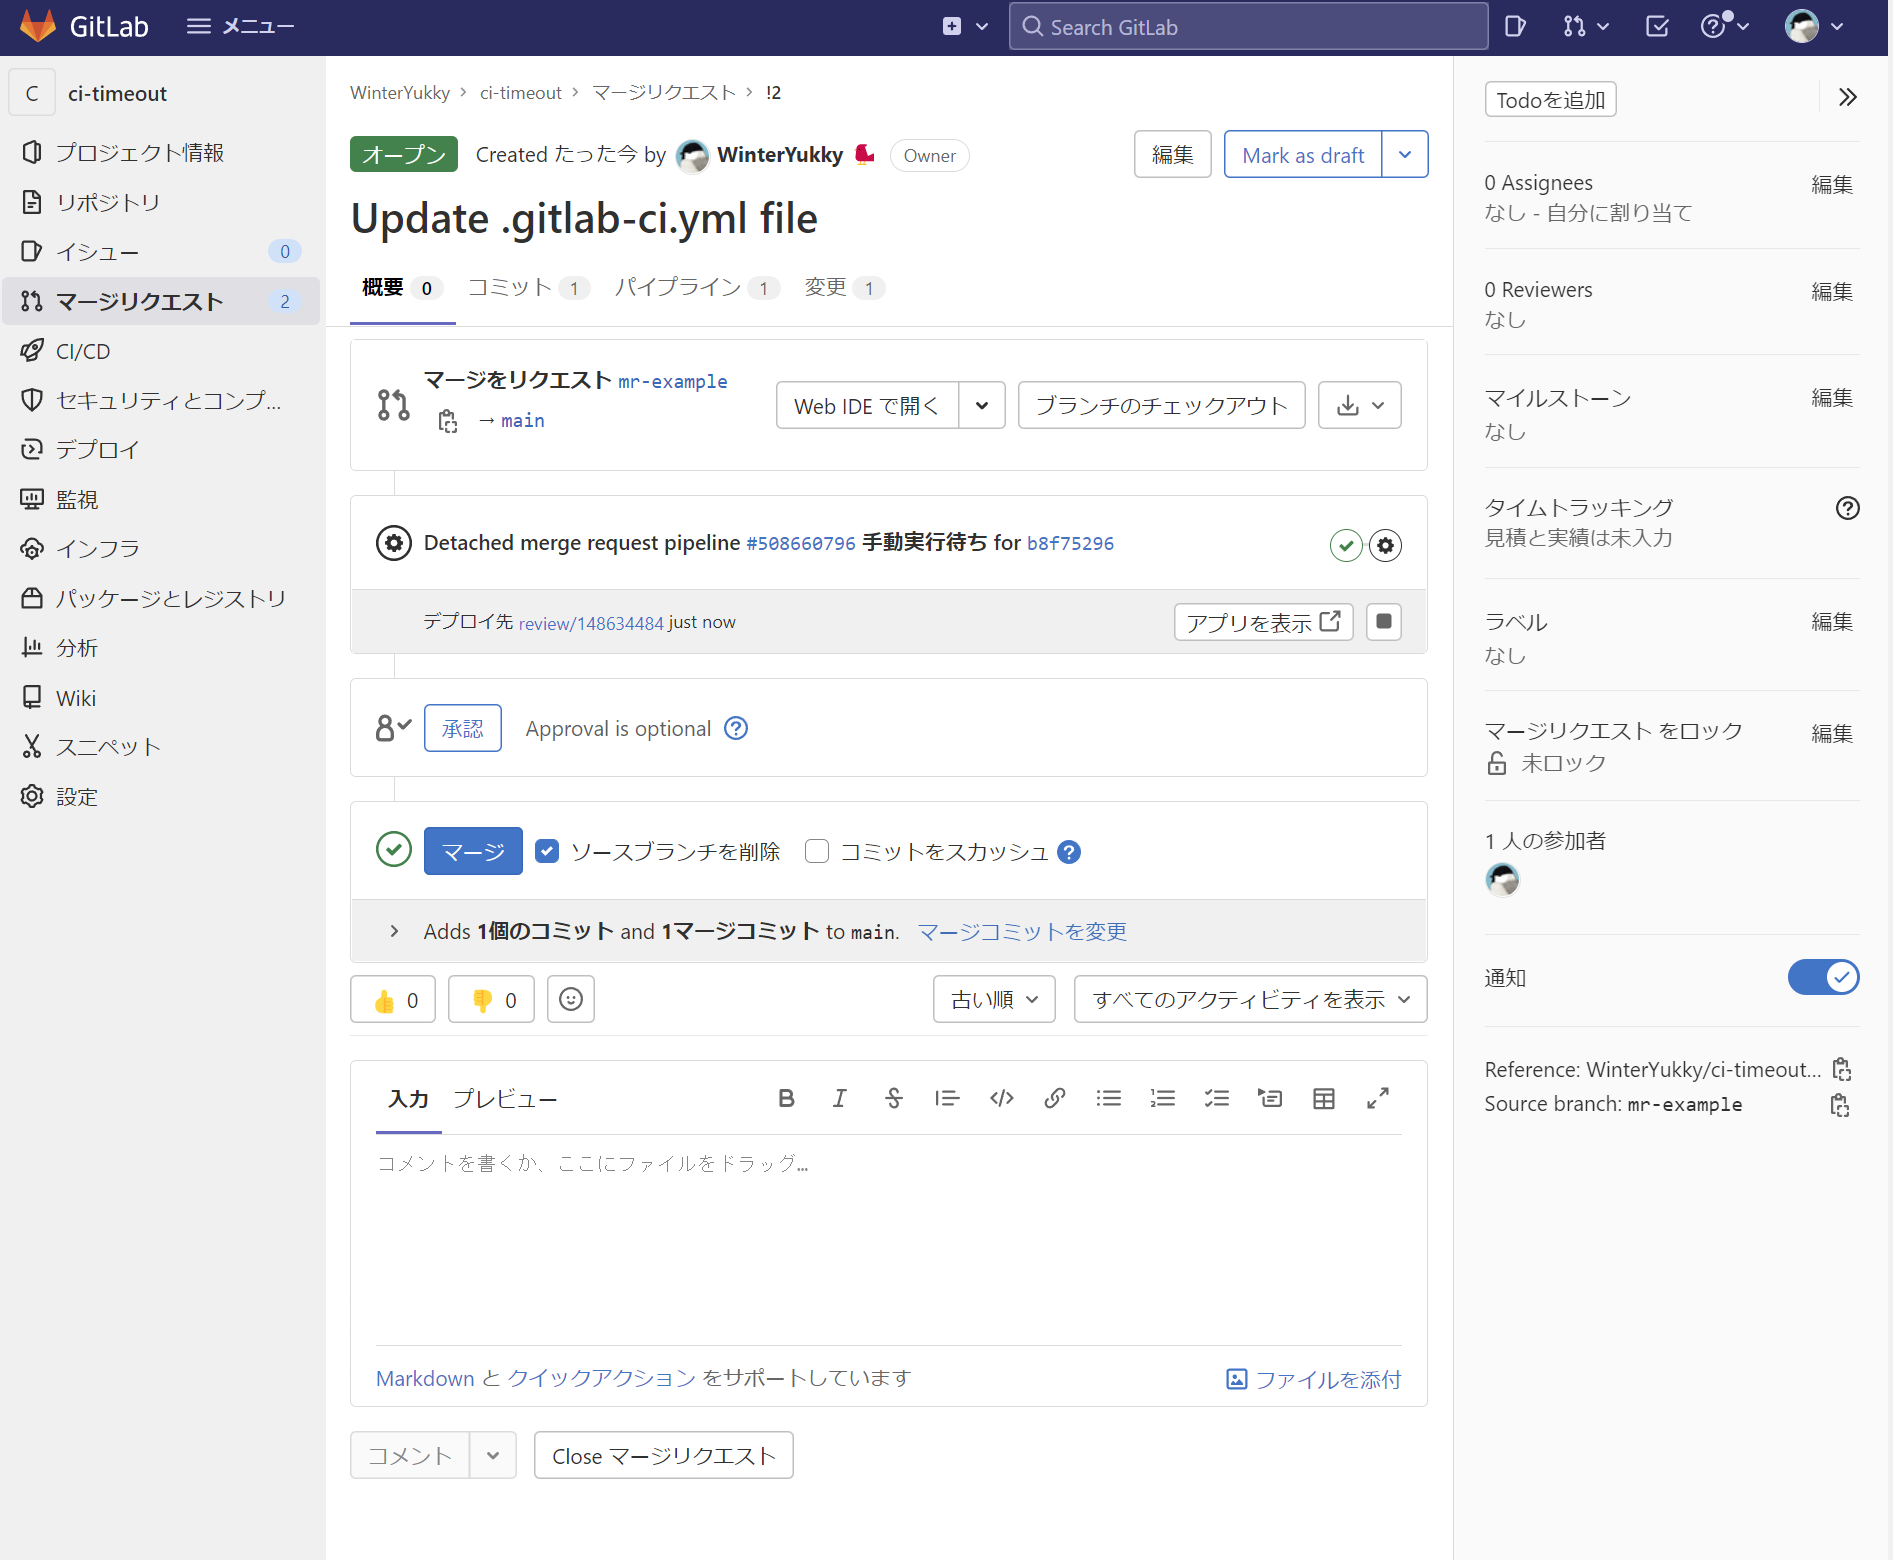 GitLab メニュー Search GitLab
C ci-timeout
プロジェクト情報
リポジトリ
イシュー 0
マージリクエスト 2
CI/CD
セキュリティとコンプ...
デプロイ
監視
インフラ
パッケージとレジストリ
分析
Wiki
スニペット
設定
WinterYukky › ci-timeout › マージリクエスト › !2
オープン Created たった今 by WinterYukky Owner 編集 Mark as draft
Update .gitlab-ci.yml file
概要 0 コミット 1 パイプライン 1 変更 1
マージをリクエスト mr-example
→ main
Web IDE で開く ブランチのチェックアウト
Detached merge request pipeline #508660796 手動実行待ち for b8f75296
デプロイ先 review/148634484 just now アプリを表示
承認 Approval is optional
マージ ソースブランチを削除 コミットをスカッシュ
Adds 1個のコミット and 1マージコミット to main. マージコミットを変更
0 0 古い順 すべてのアクティビティを表示
入力 プレビュー
コメントを書くか、ここにファイルをドラッグ...
Markdown と クイックアクション をサポートしています ファイルを添付
コメント Close マージリクエスト
Todoを追加
0 Assignees 編集
なし - 自分に割り当て
0 Reviewers 編集
なし
マイルストーン 編集
なし
タイムトラッキング
見積と実績は未入力
ラベル 編集
なし
マージリクエスト をロック 編集
未ロック
1 人の参加者
通知
Reference: WinterYukky/ci-timeout...
Source branch: mr-example